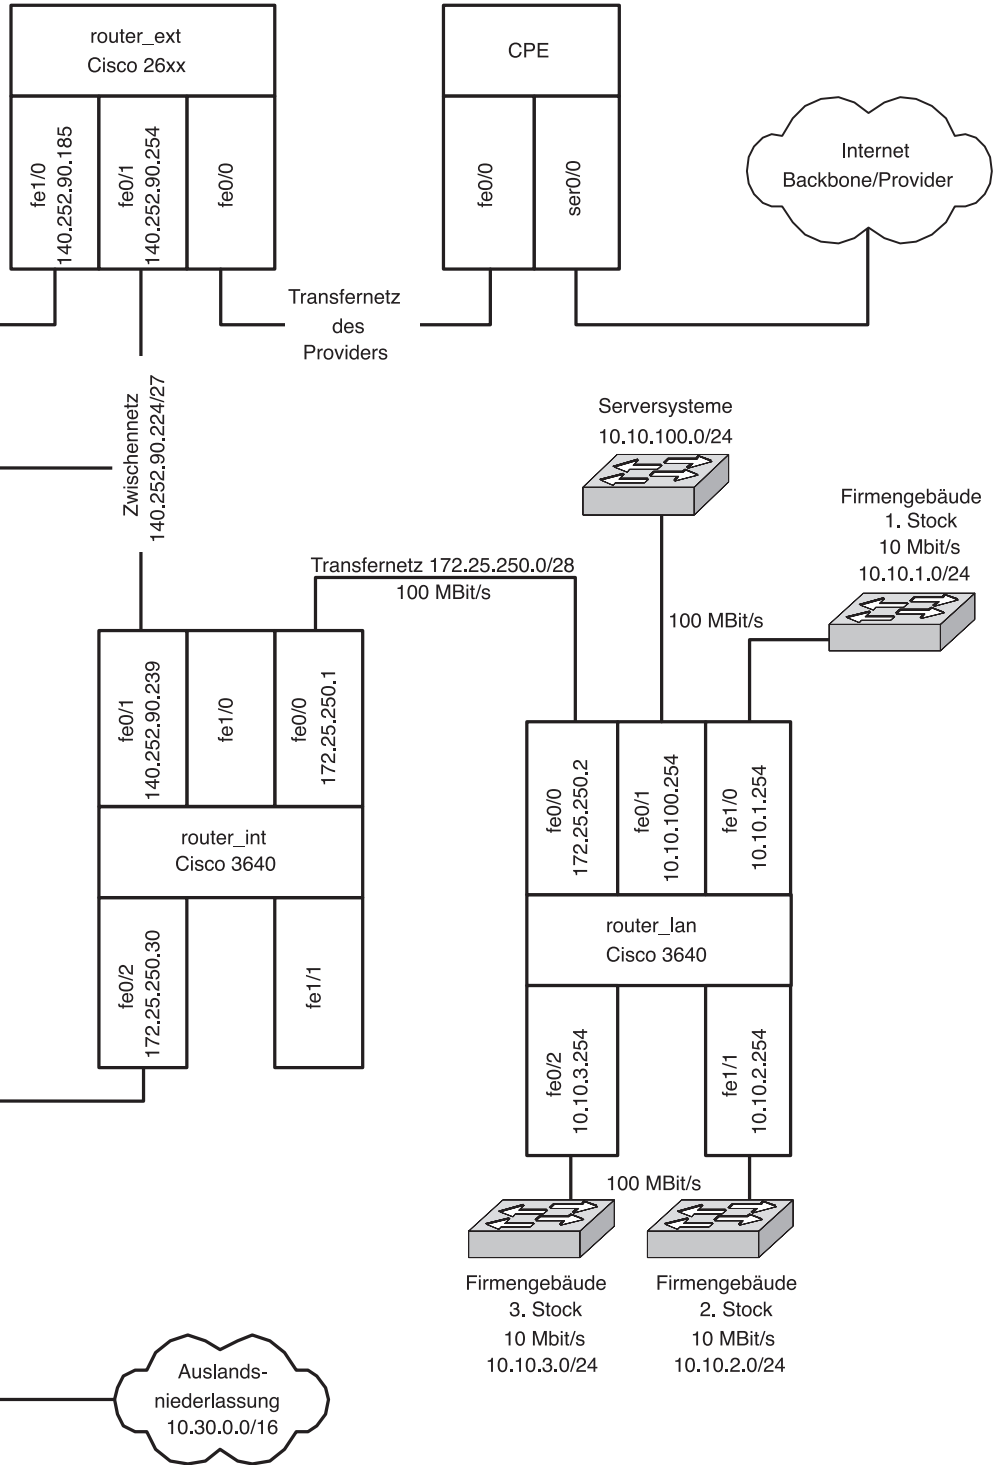 router_ext
Cisco 26xx
fe1/0
140.252.90.185
fe0/1
140.252.90.254
fe0/0
CPE
fe0/0
ser0/0
Internet
Backbone/Provider
Transfernetz
des
Providers
Zwischennetz
140.252.90.224/27
Serversysteme
10.10.100.0/24
Firmengebäude
1. Stock
10 Mbit/s
10.10.1.0/24
Transfernetz 172.25.250.0/28
100 MBit/s
100 MBit/s
fe0/1
140.252.90.239
fe1/0
fe0/0
172.25.250.1
router_int
Cisco 3640
fe0/2
172.25.250.30
fe1/1
fe0/0
172.25.250.2
fe0/1
10.10.100.254
fe1/0
10.10.1.254
router_lan
Cisco 3640
fe0/2
10.10.3.254
fe1/1
10.10.2.254
100 MBit/s
Firmengebäude
3. Stock
10 Mbit/s
10.10.3.0/24
Firmengebäude
2. Stock
10 MBit/s
10.10.2.0/24
Auslands-
niederlassung
10.30.0.0/16